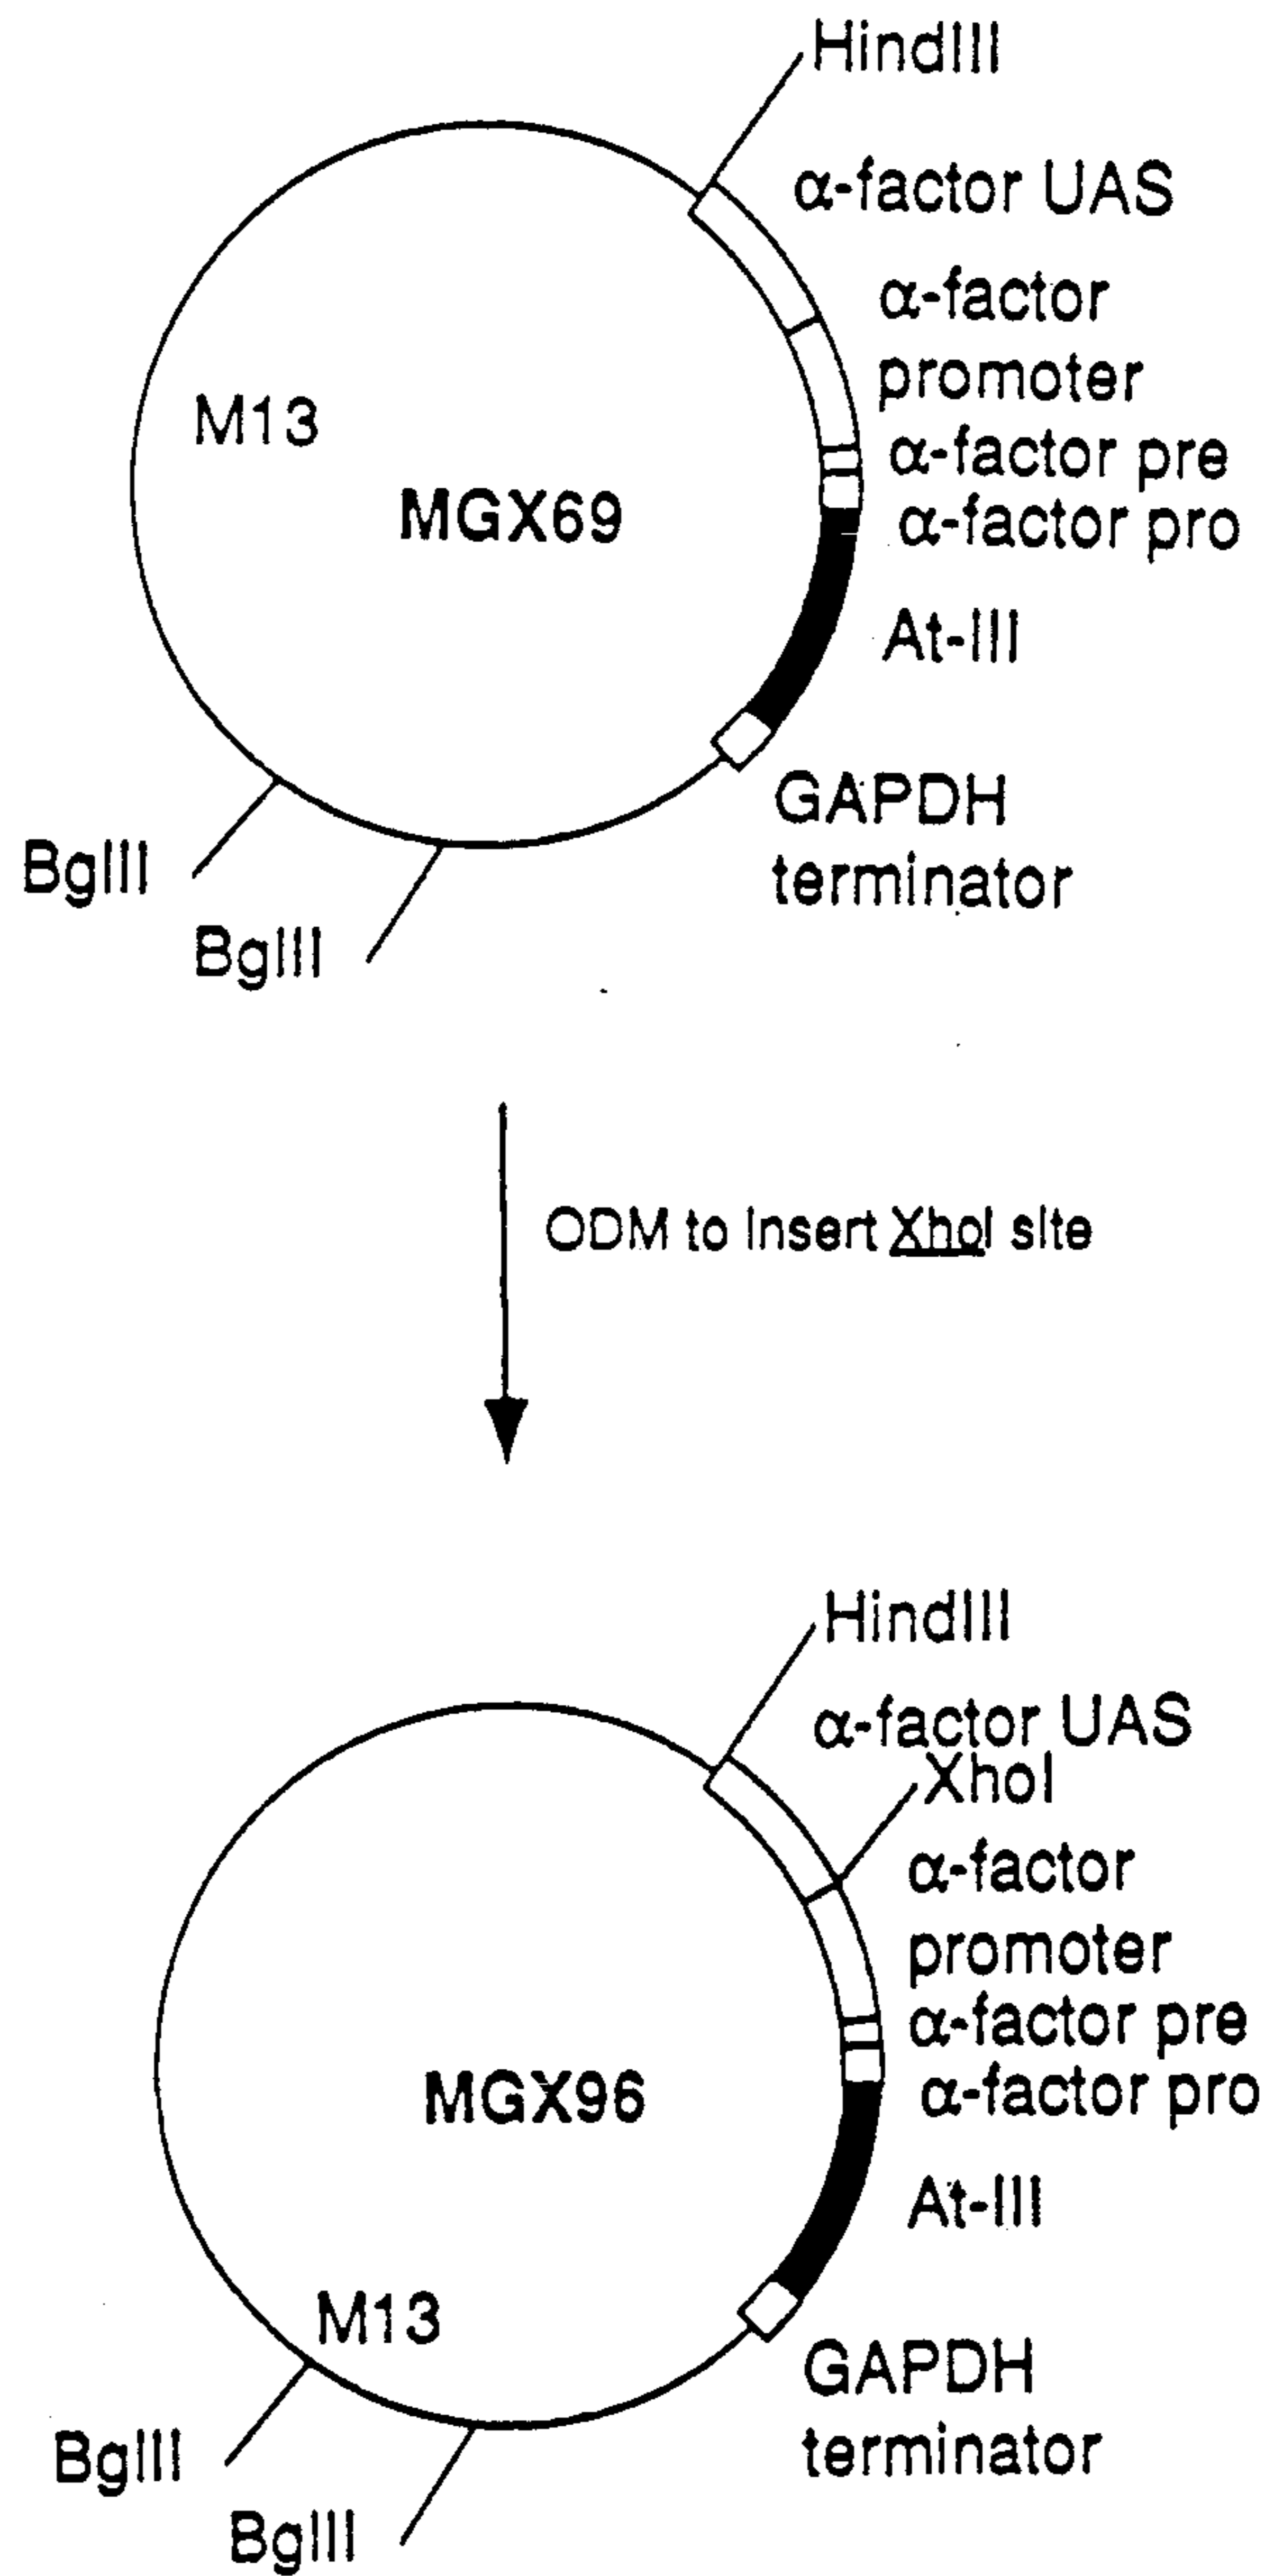 HindIII
α-factor UAS
α-factor
promoter
α-factor pre
α-factor pro
At-III
GAPDH
terminator
M13
MGX69
BglII
BglII
ODM to Insert XhoI site
HindIII
α-factor UAS
XhoI
α-factor
promoter
α-factor pre
α-factor pro
At-III
GAPDH
terminator
MGX96
M13
BglII
BglII